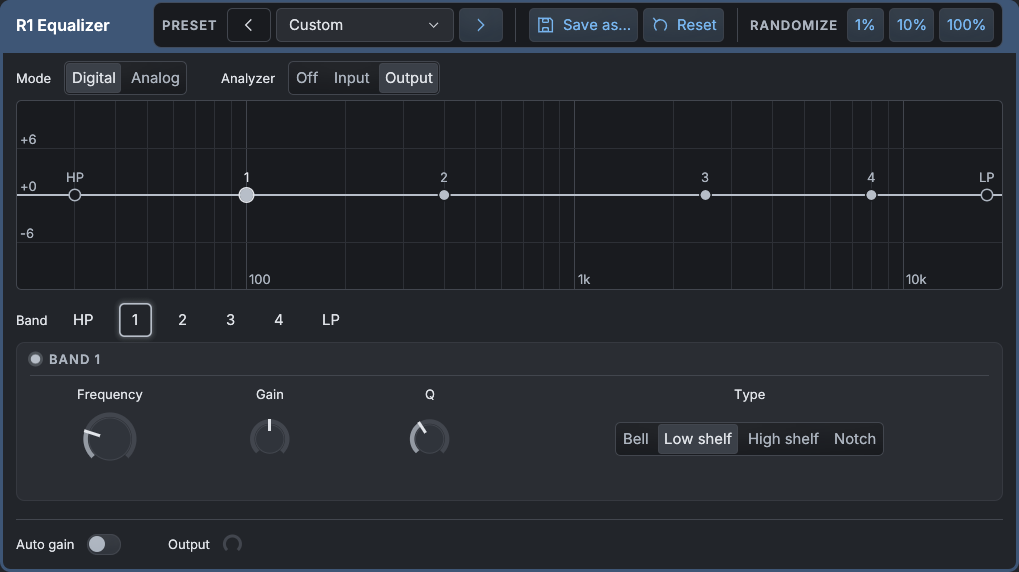 R1 Equalizer PRESET Custom Save as... Reset RANDOMIZE 1% 10% 100%
Mode Digital Analog Analyzer Off Input Output
+6
HP 1 2 3 4 LP
+0
-6
100 1k 10k
Band HP 1 2 3 4 LP
BAND 1
Frequency Gain Q Type
Bell Low shelf High shelf Notch
Auto gain Output